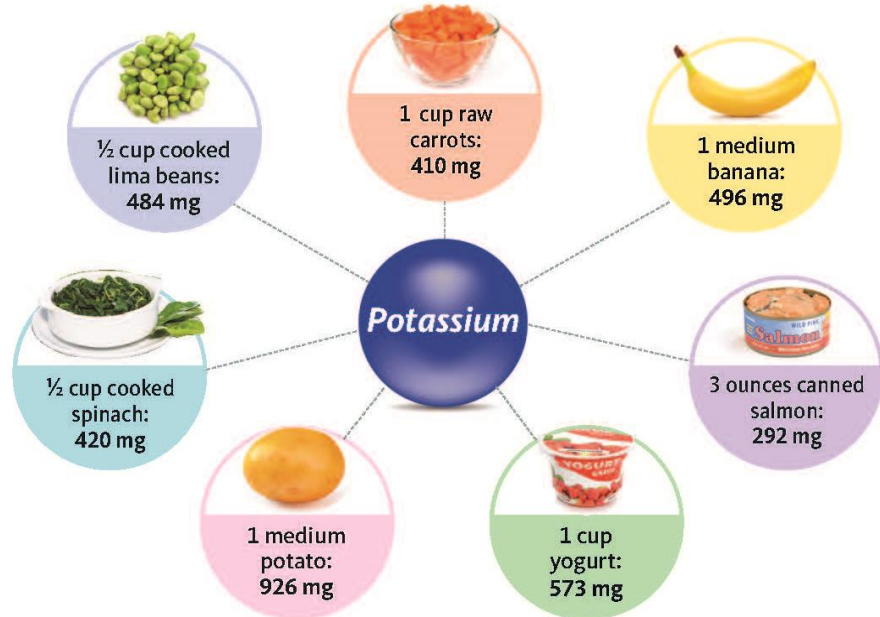 ½ cup cooked
lima beans:
484 mg
1 cup raw
carrots:
410 mg
1 medium
banana:
496 mg
Potassium
½ cup cooked
spinach:
420 mg
WILD PINK
Salmon
3 ounces canned
salmon:
292 mg
1 medium
potato:
926 mg
YOGURT
1 cup
yogurt:
573 mg